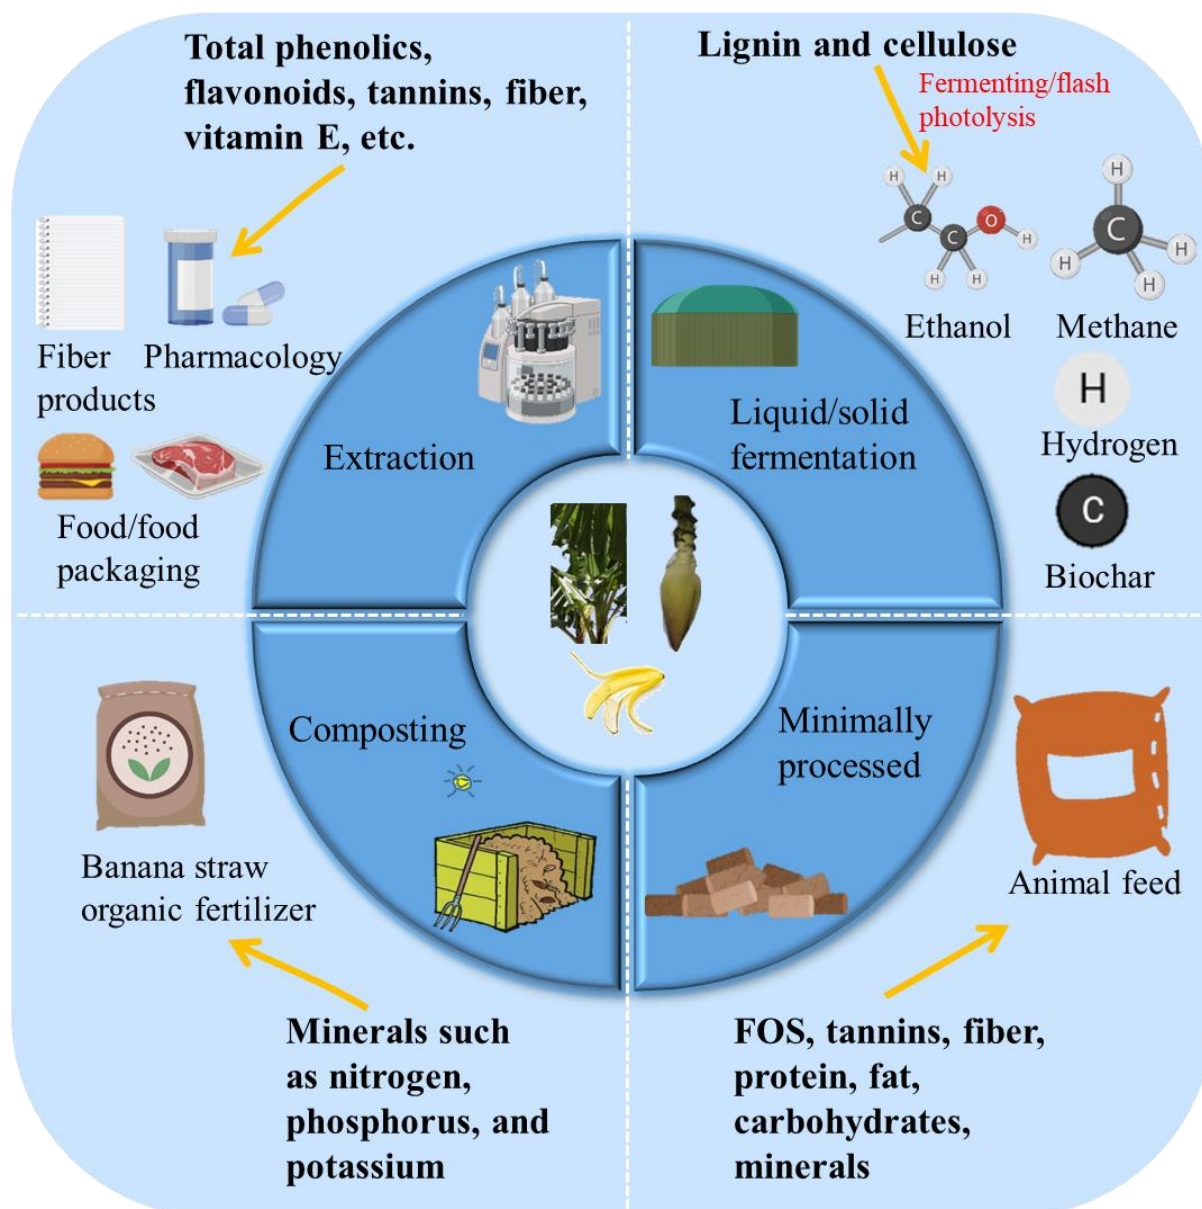 Total phenolics,
flavonoids, tannins, fiber,
vitamin E, etc.
Fiber
products
Pharmacology
Food/food
packaging
Extraction
Lignin and cellulose
Fermenting/flash
photolysis
H
H
C
C
O
H
H
H
Ethanol
H
C
H
H
H
Methane
H
Hydrogen
C
Biochar
Liquid/solid
fermentation
Composting
Banana straw
organic fertilizer
Minerals such
as nitrogen,
phosphorus, and
potassium
Minimally
processed
Animal feed
FOS, tannins, fiber,
protein, fat,
carbohydrates,
minerals